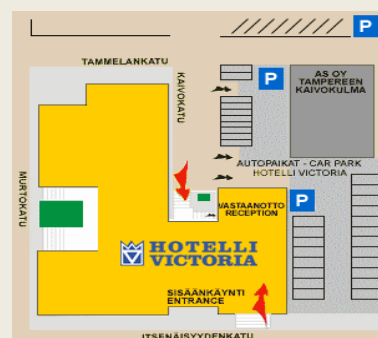 P
TAMMELANKATU
KAIVOKATU
P
AS OY
TAMPEREEN
KAIVOKULMA
AUTOPAIKAT - CAR PARK
HOTELLI VICTORIA
MURTOKATU
VASTAANOTTO
RECEPTION
P
HOTELLI
VICTORIA
SISÄÄNKÄYNTI
ENTRANCE
ITSENÄISYYDENKATU